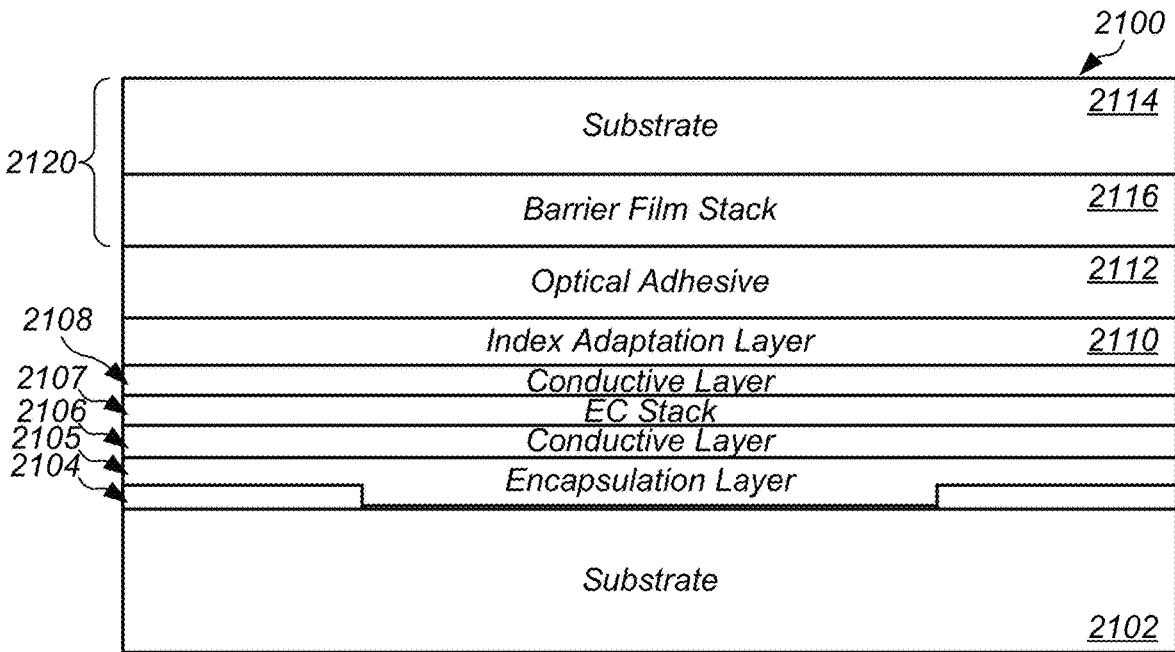 2100
2114
Substrate
2120
Barrier Film Stack
2116
Optical Adhesive
2112
2108
Index Adaptation Layer
2110
2107
Conductive Layer
2106
EC Stack
2105
Conductive Layer
2104
Encapsulation Layer
Substrate
2102